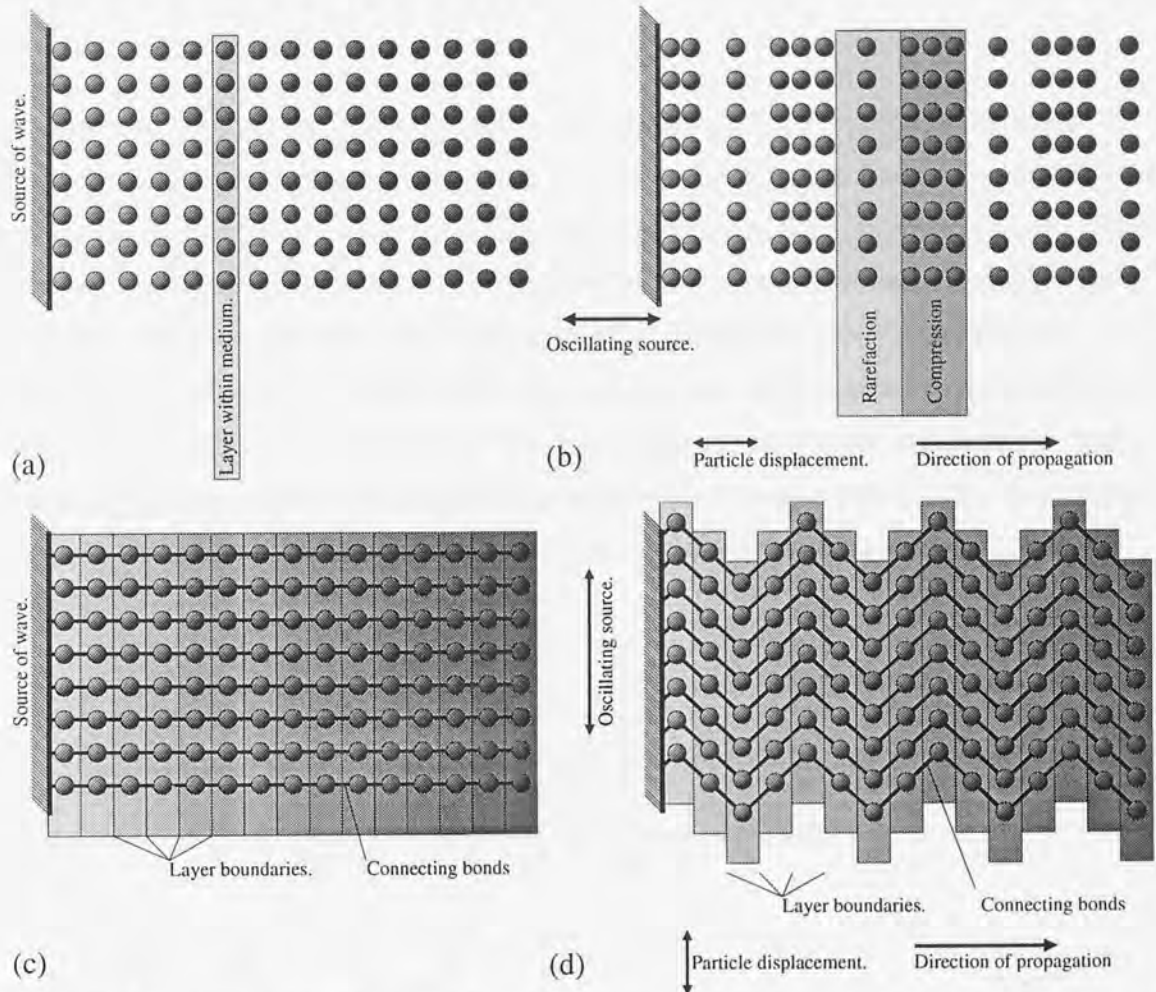 Source of wave.
Layer within medium.
(a)
Oscillating source.
Rarefaction
Compression
(b)
Particle displacement.
Direction of propagation
Source of wave.
Layer boundaries.
Connecting bonds
(c)
Oscillating source.
Layer boundaries.
Connecting bonds
(d)
Particle displacement.
Direction of propagation